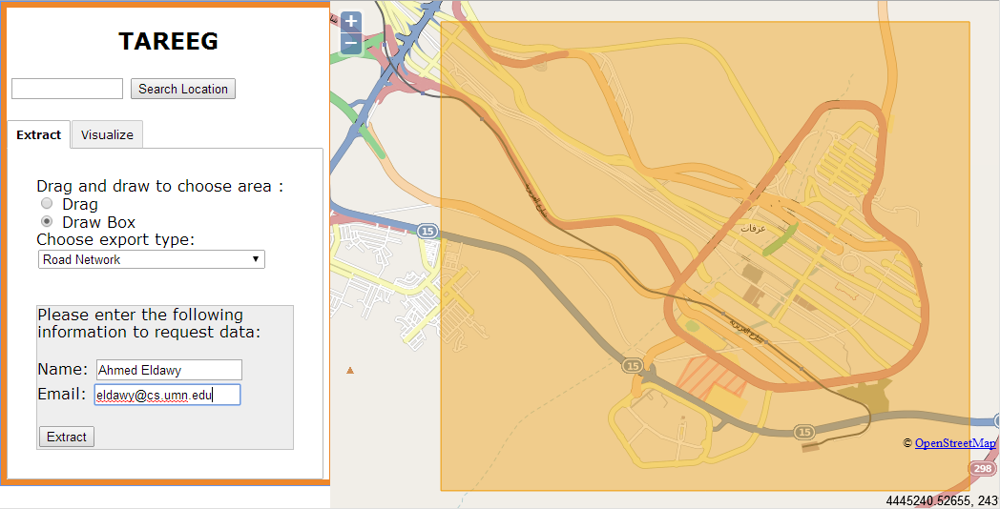 TAREEG
Search Location
Extract
Visualize
Drag and draw to choose area :
Drag
Draw Box
Choose export type:
Road Network
Please enter the following
information to request data:
Name: Ahmed Eldawy
Email: eldawy@cs.umn.edu
Extract
+
−
15
عرفات
15
15
© OpenStreetMap
298
4445240.52655, 243